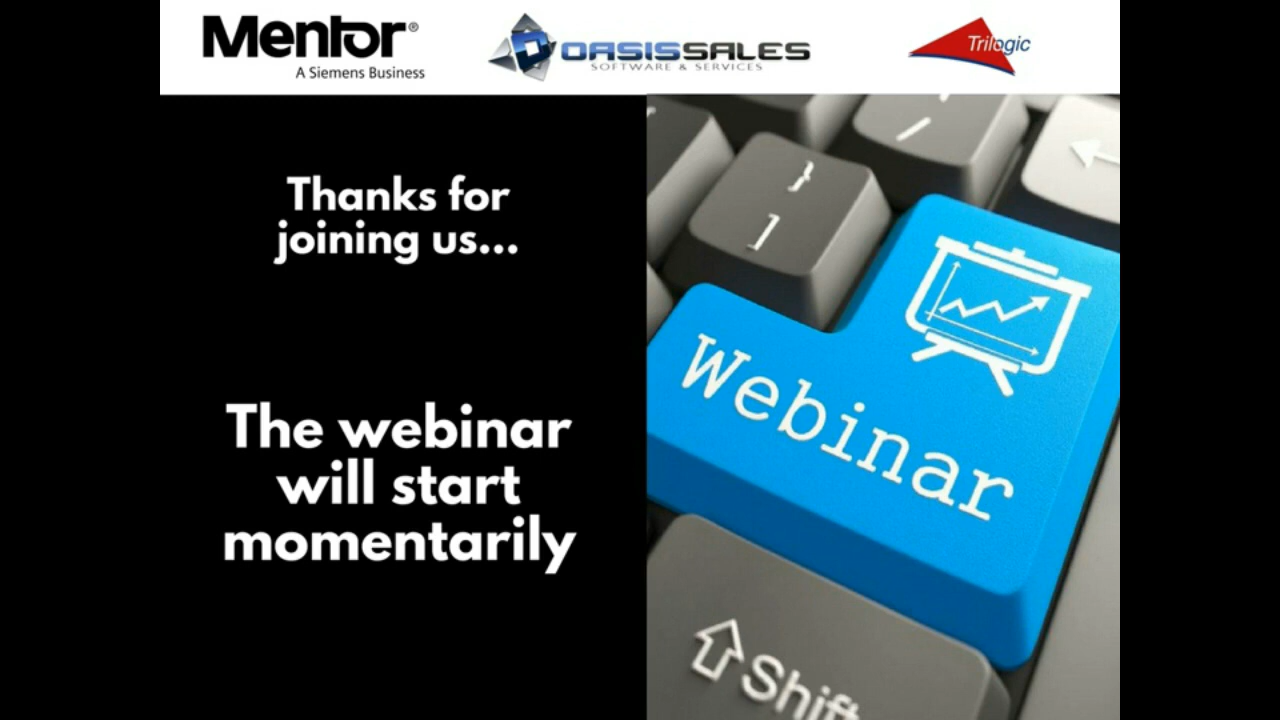 Mentor®
A Siemens Business
OASISSALES
SOFTWARE & SERVICES
Trilogic
Thanks for
joining us...
The webinar
will start
momentarily
}
]
/
Webinar
Shift